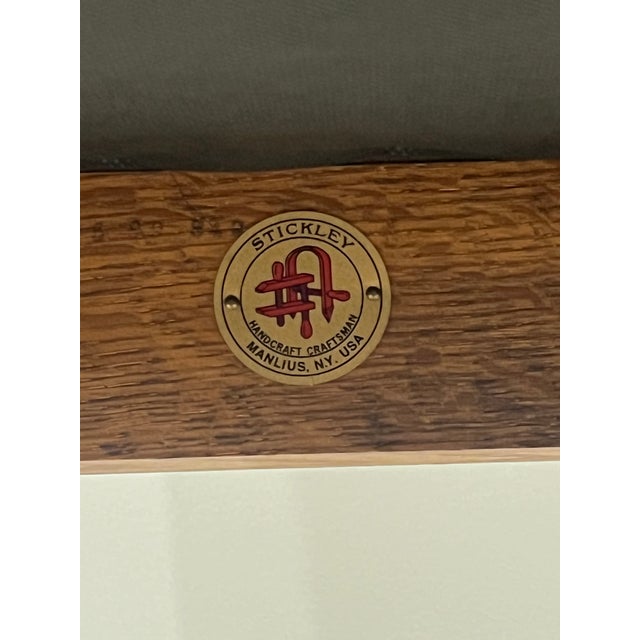 STICKLEY
HANDCRAFT CRAFTSMAN
MANLIUS, N.Y. USA